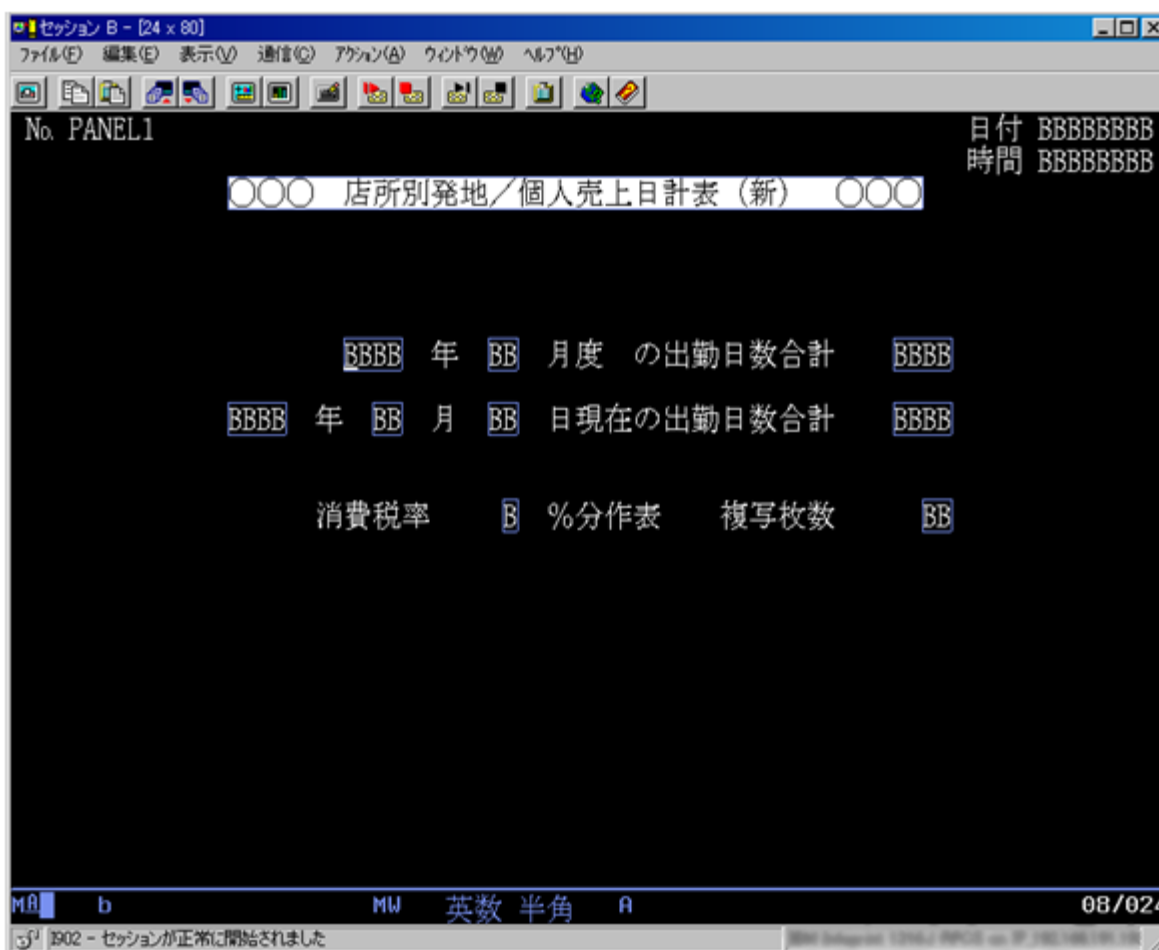 セッション B - [24 x 80]
ファイル(F) 編集(E) 表示(V) 通信(C) アクション(A) ウィンドウ(W) ヘルプ(H)
No. PANEL1 日付 BBBBBBBB
時間 BBBBBBBB
○○○ 店所別発地／個人売上日計表（新） ○○○
BBBB 年 BB 月度 の出勤日数合計 BBBB
BBBB 年 BB 月 BB 日現在の出勤日数合計 BBBB
消費税率 B %分作表 複写枚数 BB
MA b MW 英数 半角 A 08/024
I902 - セッションが正常に開始されました